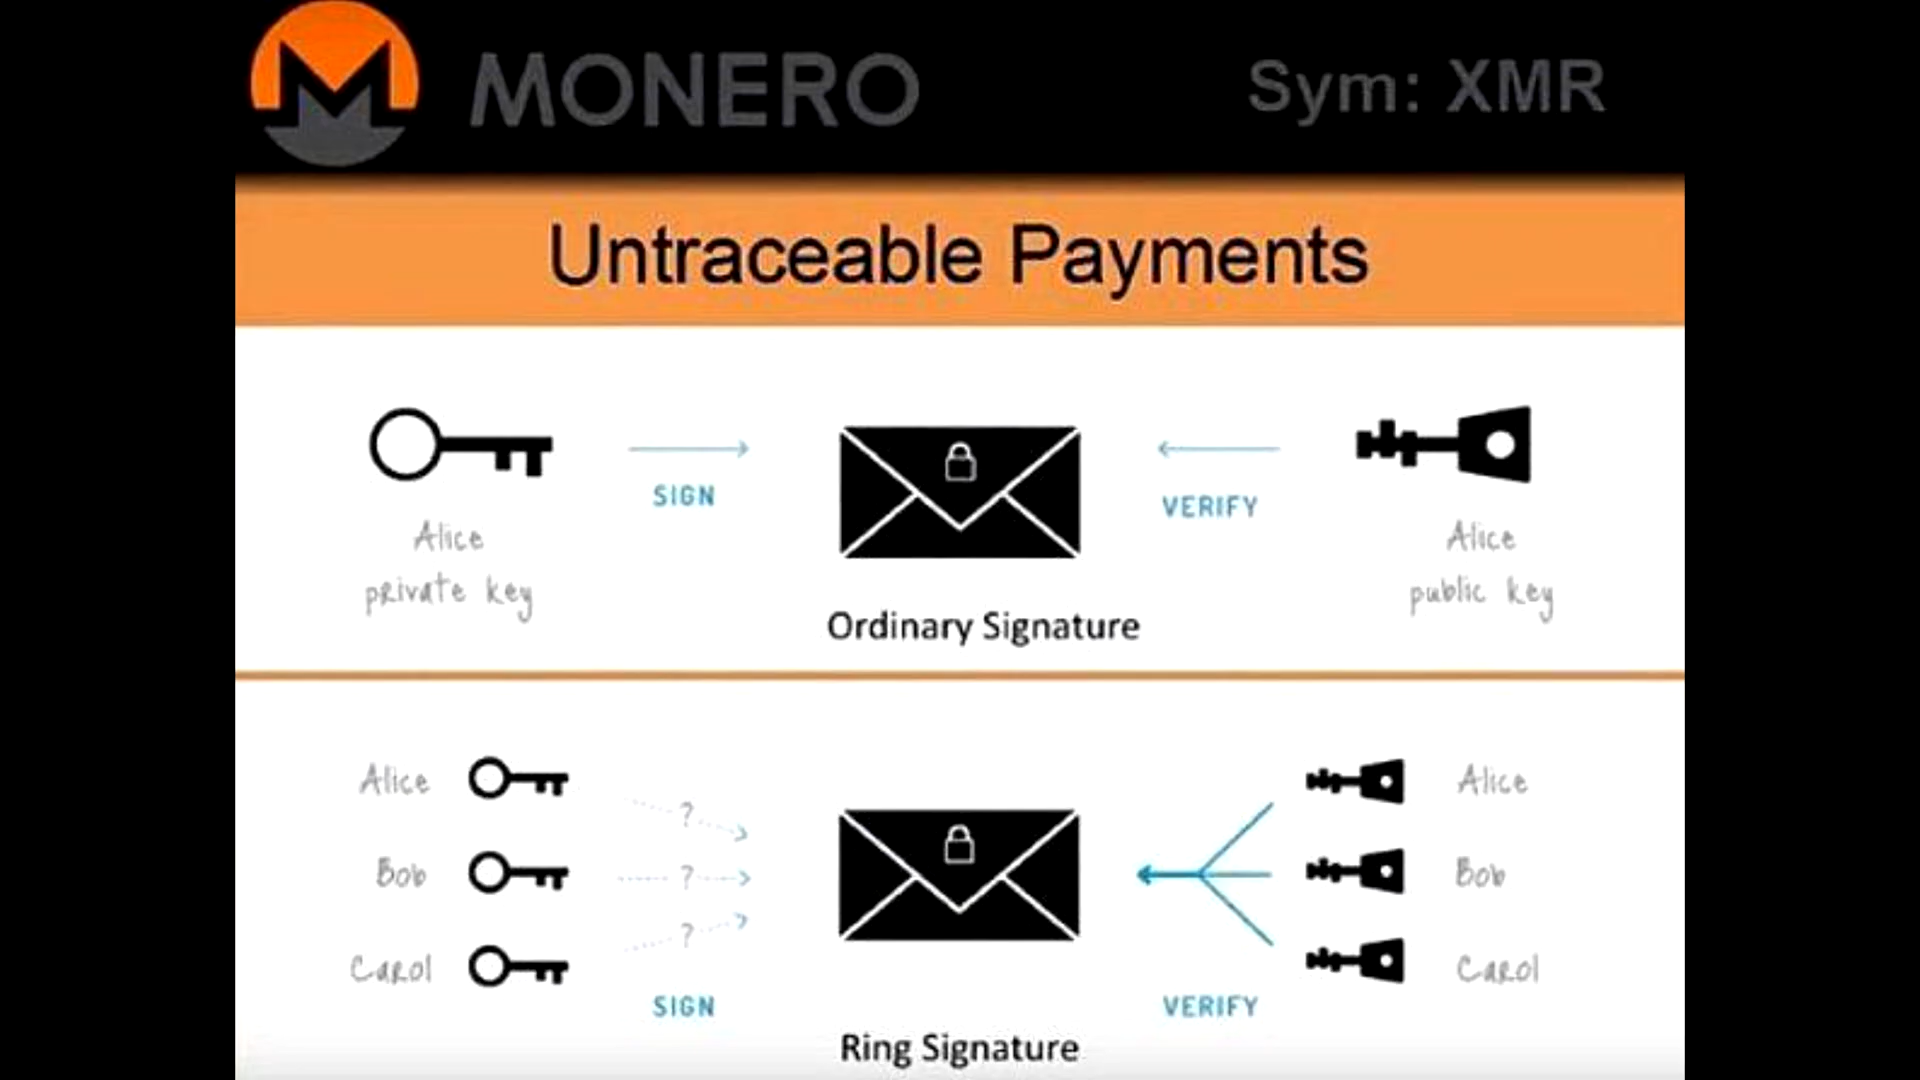 MONERO
Sym: XMR
Untraceable Payments
SIGN
VERIFY
Alice
private key
Alice
public key
Ordinary Signature
Alice
?
Alice
Bob
?
Bob
Carol
?
Carol
SIGN
VERIFY
Ring Signature